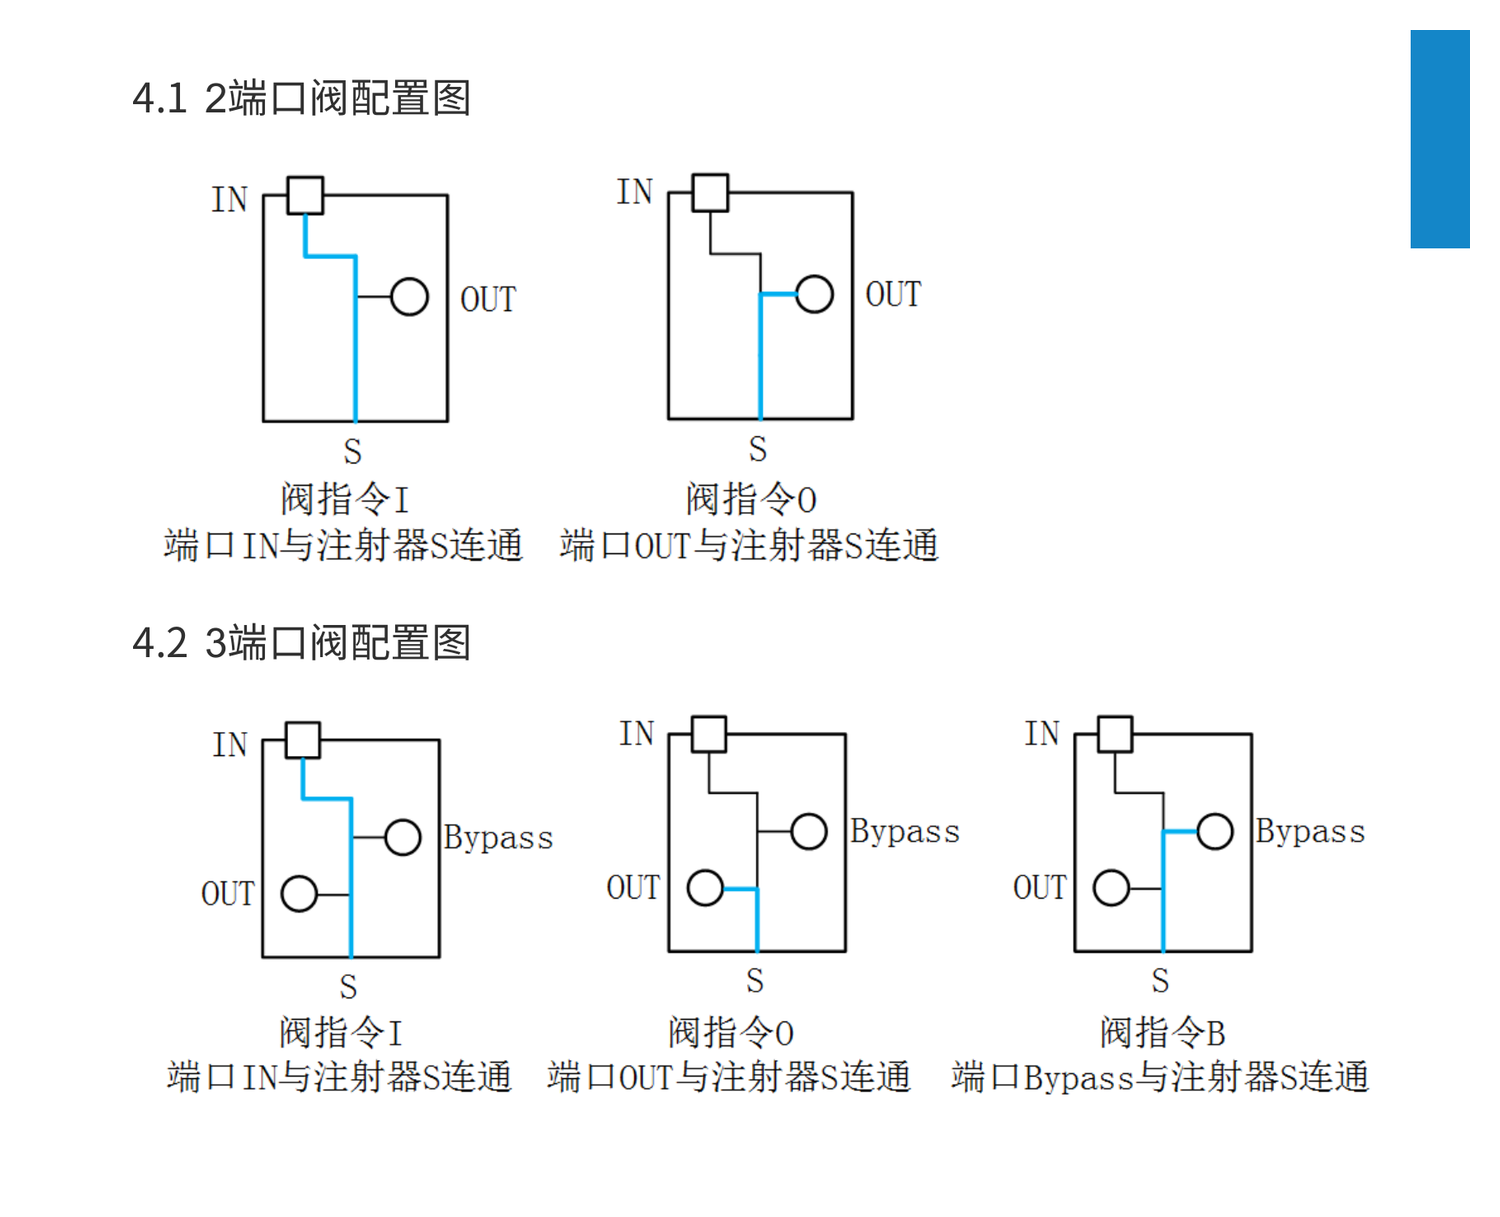 4.1 2端口阀配置图
IN
IN
OUT
OUT
S
S
阀指令I
阀指令O
端口IN与注射器S连通
端口OUT与注射器S连通
4.2 3端口阀配置图
IN
IN
IN
Bypass
Bypass
Bypass
OUT
OUT
OUT
S
S
S
阀指令I
阀指令O
阀指令B
端口IN与注射器S连通
端口OUT与注射器S连通
端口Bypass与注射器S连通